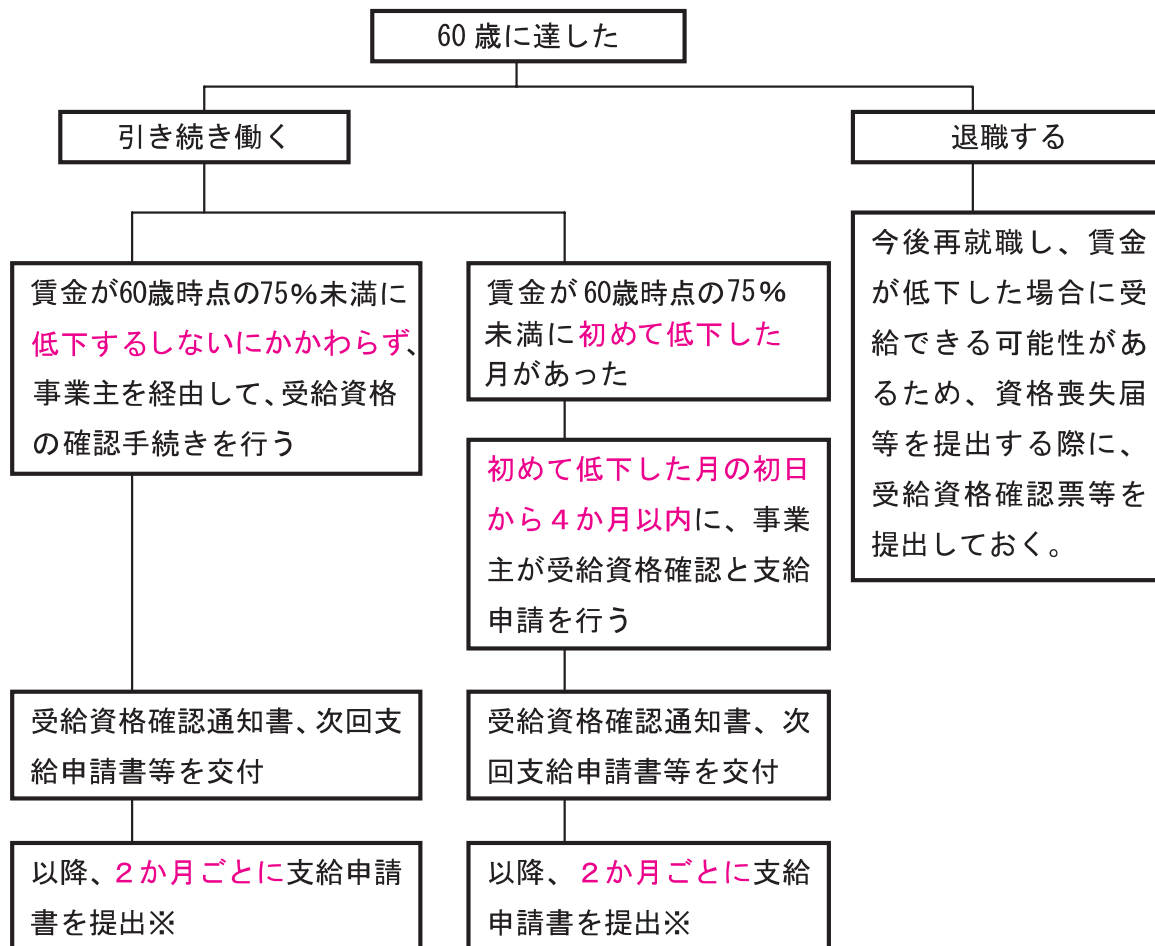 60歳に達した
引き続き働く
退職する
賃金が60歳時点の75%未満に
低下するしないにかかわらず、
事業主を経由して、受給資格
の確認手続きを行う
賃金が60歳時点の75%
未満に初めて低下した
月があった
今後再就職し、賃金
が低下した場合に受
給できる可能性があ
るため、資格喪失届
等を提出する際に、
受給資格確認票等を
提出しておく。
初めて低下した月の初日
から4か月以内に、事業
主が受給資格確認と支給
申請を行う
受給資格確認通知書、次回支
給申請書等を交付
受給資格確認通知書、次
回支給申請書等を交付
以降、2か月ごとに支給申請
書を提出※
以降、2か月ごとに支給
申請書を提出※